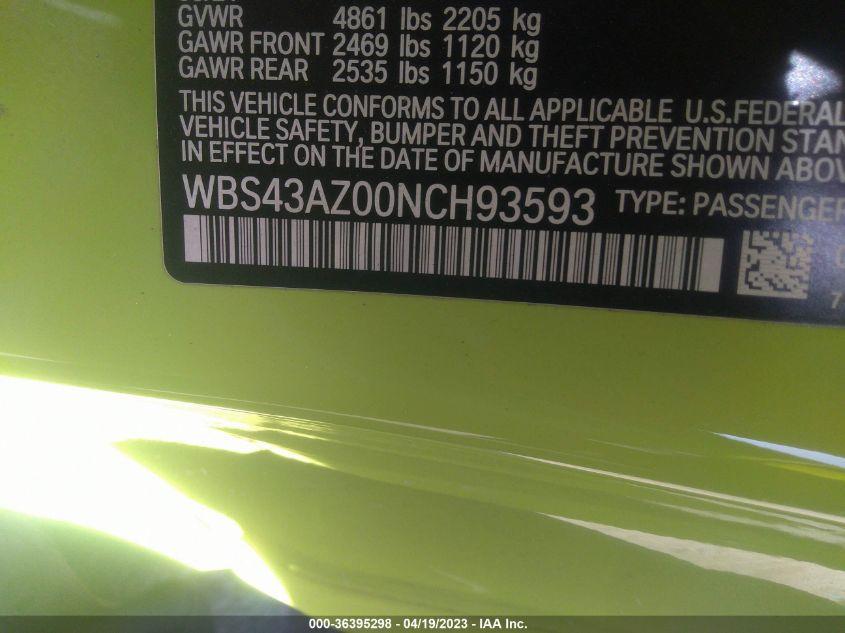 GVWR 4861 lbs 2205 kg
GAWR FRONT 2469 lbs 1120 kg
GAWR REAR 2535 lbs 1150 kg
THIS VEHICLE CONFORMS TO ALL APPLICABLE U.S.FEDERAL
VEHICLE SAFETY, BUMPER AND THEFT PREVENTION STAN
IN EFFECT ON THE DATE OF MANUFACTURE SHOWN ABOV
WBS43AZ00NCH93593 TYPE: PASSENGER
7
000-36395298 - 04/19/2023 - IAA Inc.